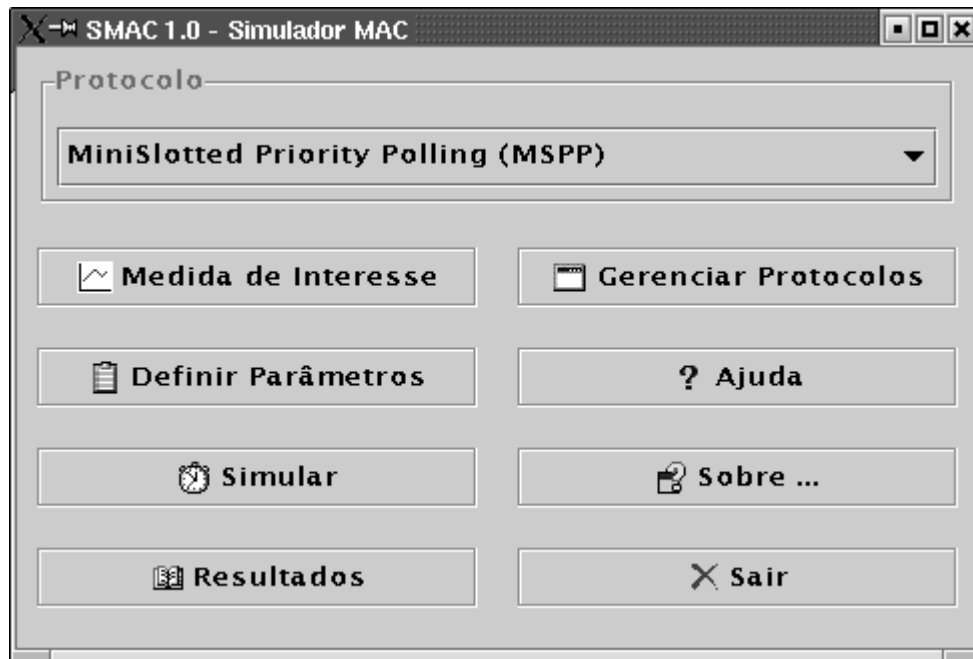 SMAC 1.0 - Simulador MAC
Protocolo
MiniSlotted Priority Polling (MSPP)
Medida de Interesse
Gerenciar Protocolos
Definir Parâmetros
? Ajuda
Simular
Sobre ...
Resultados
Sair